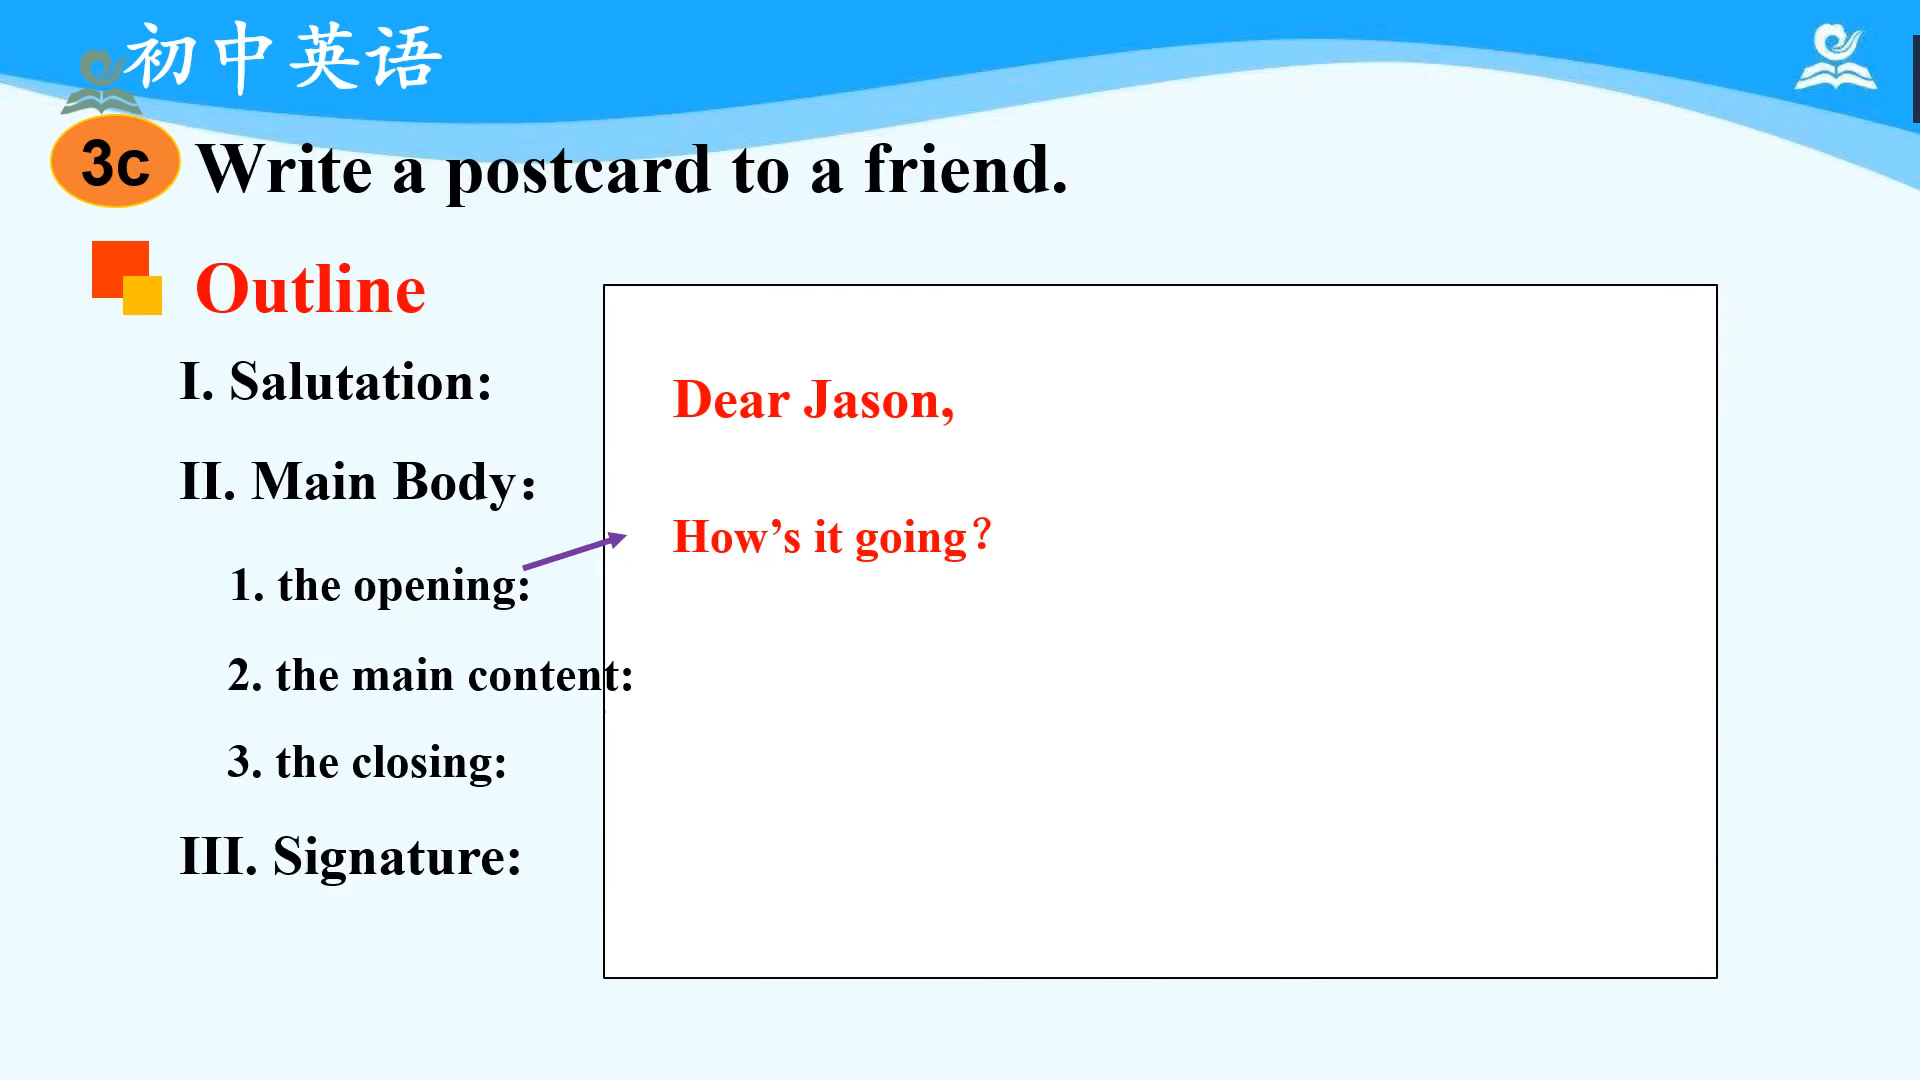 初中英语
3c Write a postcard to a friend.
Outline
I. Salutation:
II. Main Body：
1. the opening:
2. the main content:
3. the closing:
III. Signature:
Dear Jason,
How’s it going？